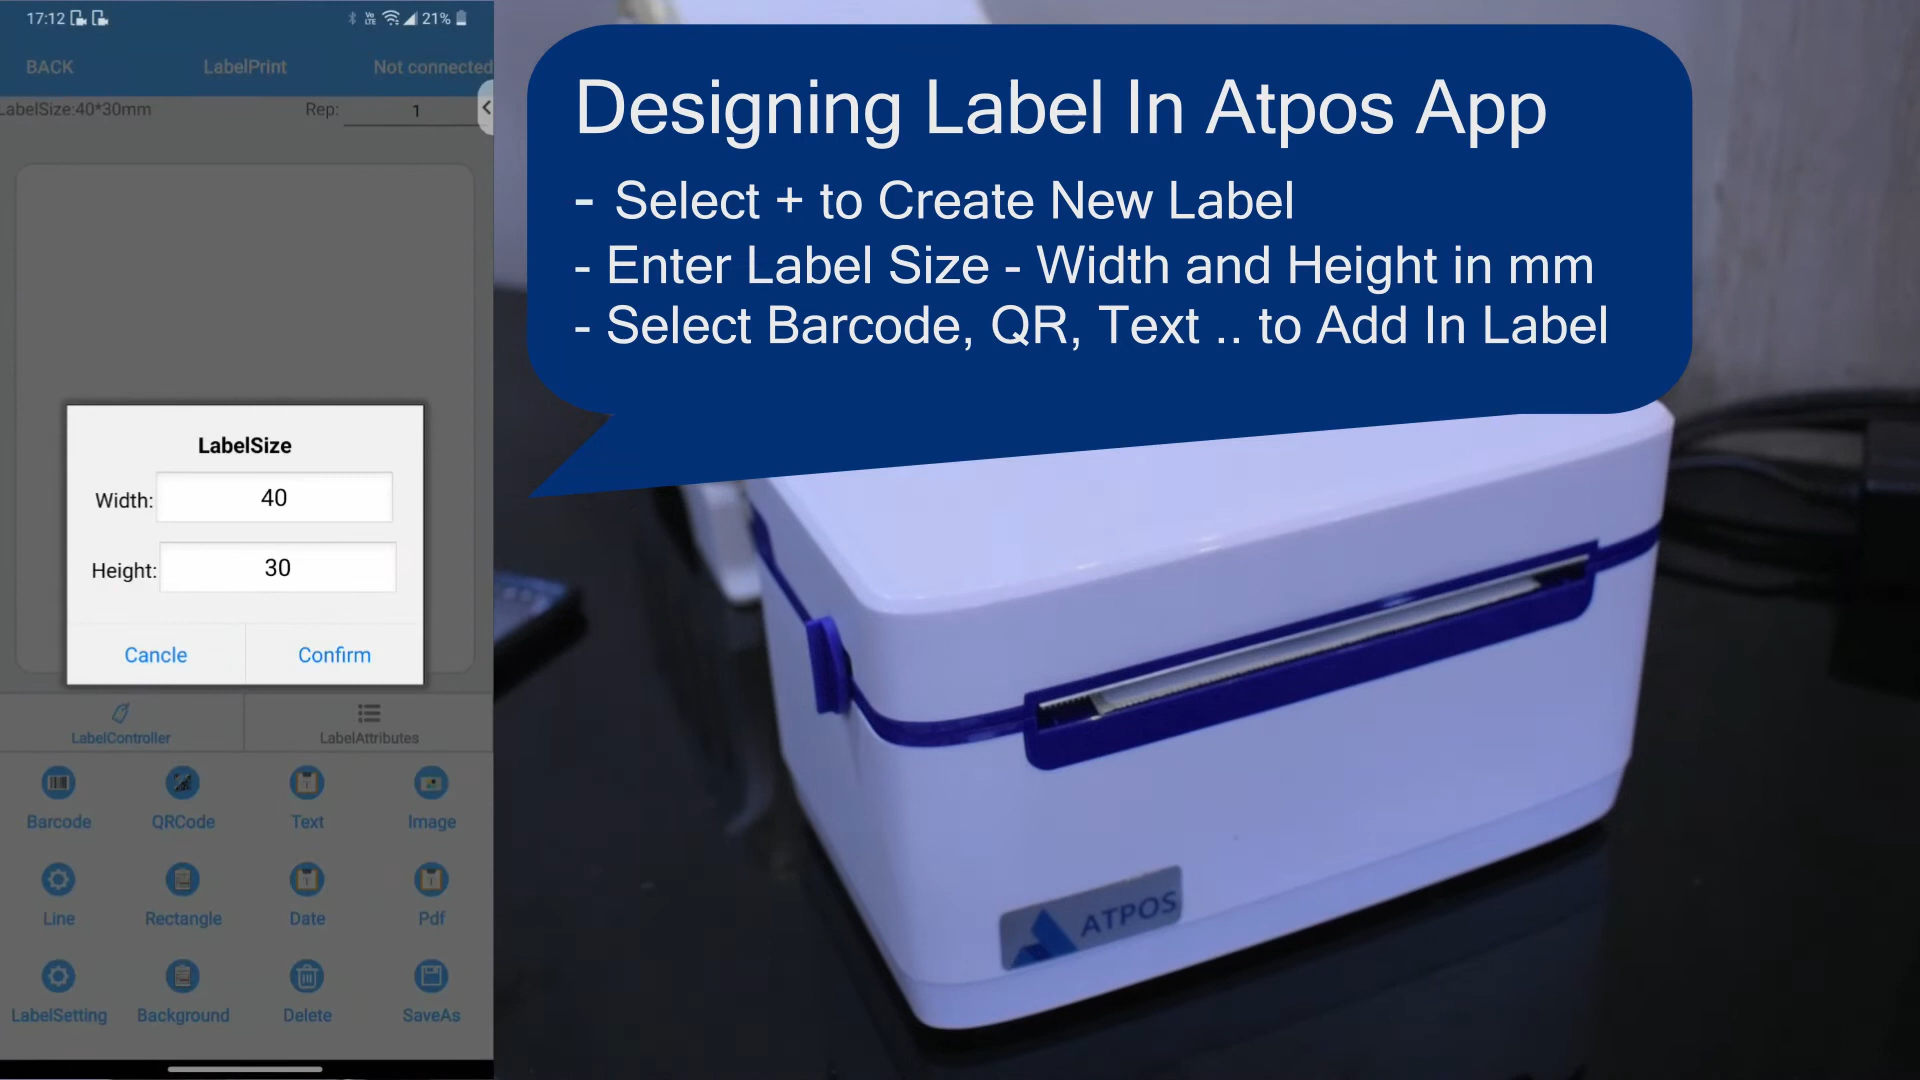 17:12
Vo LTE 21%
BACK LabelPrint Not connected
LabelSize:40*30mm Rep: 1
LabelSize
Width: 40
Height: 30
Cancle Confirm
LabelController LabelAttributes
Barcode QRCode Text Image
Line Rectangle Date Pdf
LabelSetting Background Delete SaveAs
Designing Label In Atpos App
- Select + to Create New Label
- Enter Label Size - Width and Height in mm
- Select Barcode, QR, Text .. to Add In Label
ATPOS